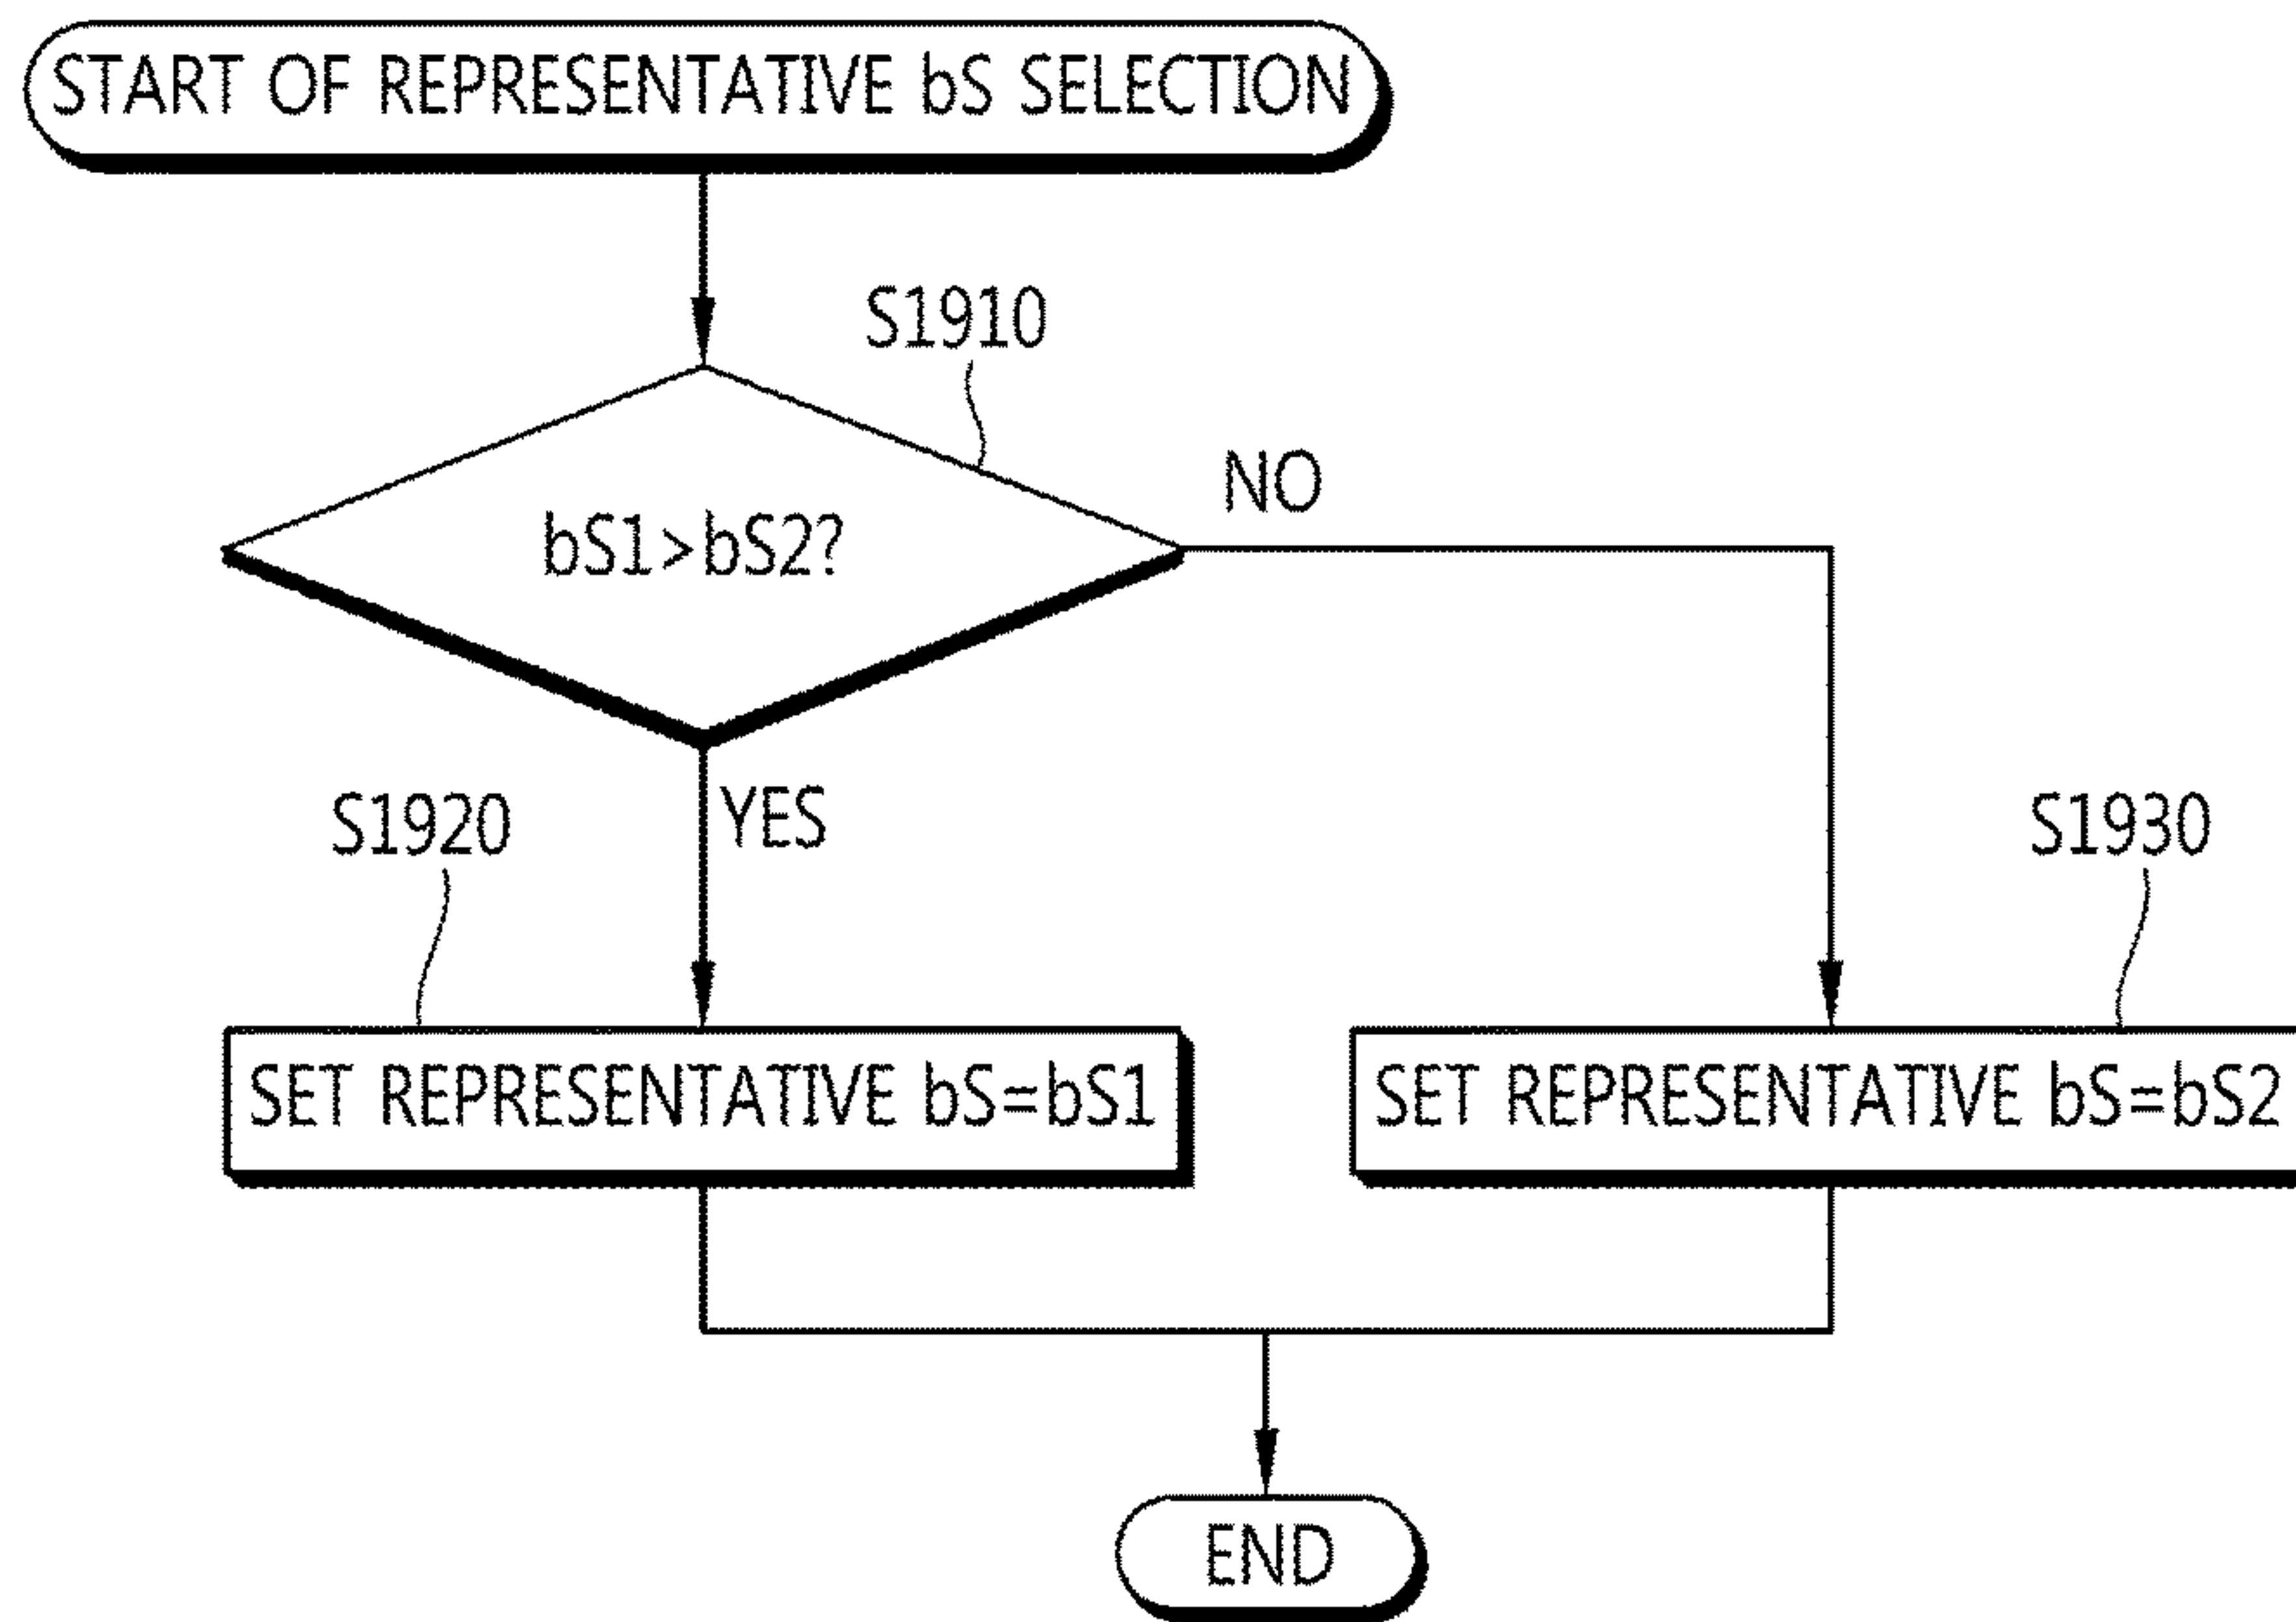 START OF REPRESENTATIVE bS SELECTION
S1910
bS1>bS2?
NO
YES
S1920
S1930
SET REPRESENTATIVE bS=bS1
SET REPRESENTATIVE bS=bS2
END